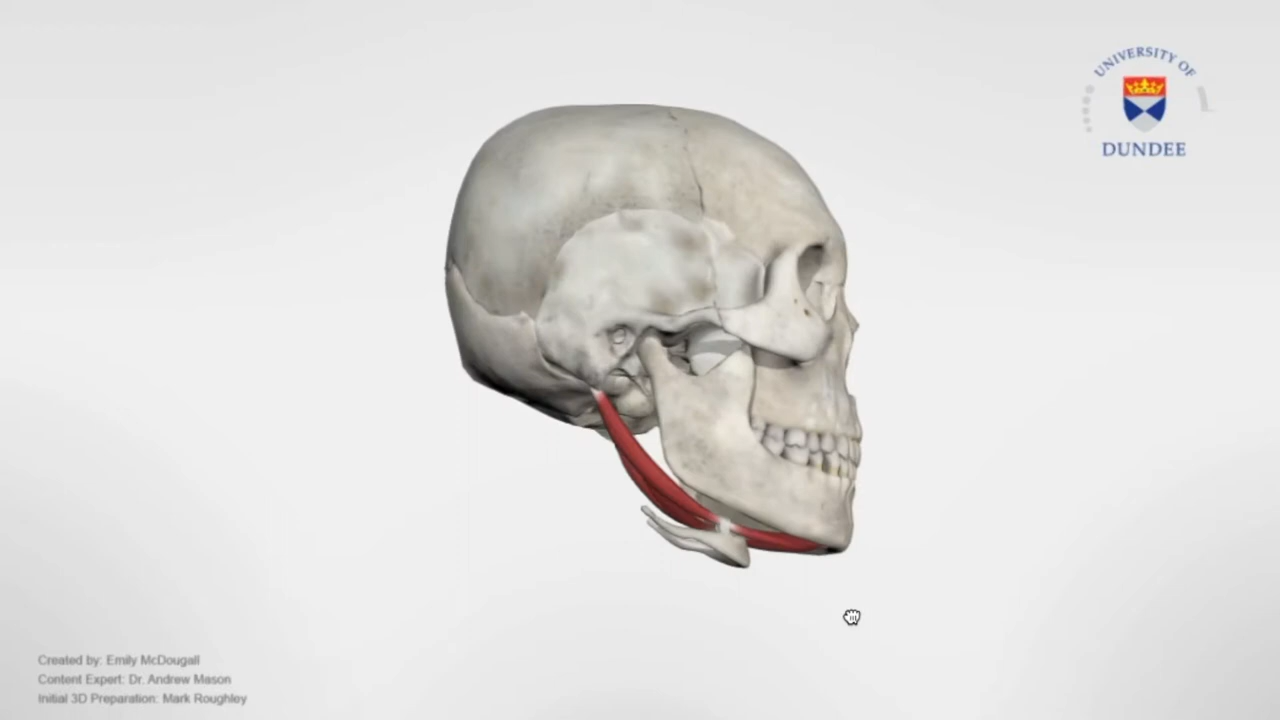 UNIVERSITY OF
DUNDEE
Created by: Emily McDougall
Content Expert: Dr. Andrew Mason
Initial 3D Preparation: Mark Roughley